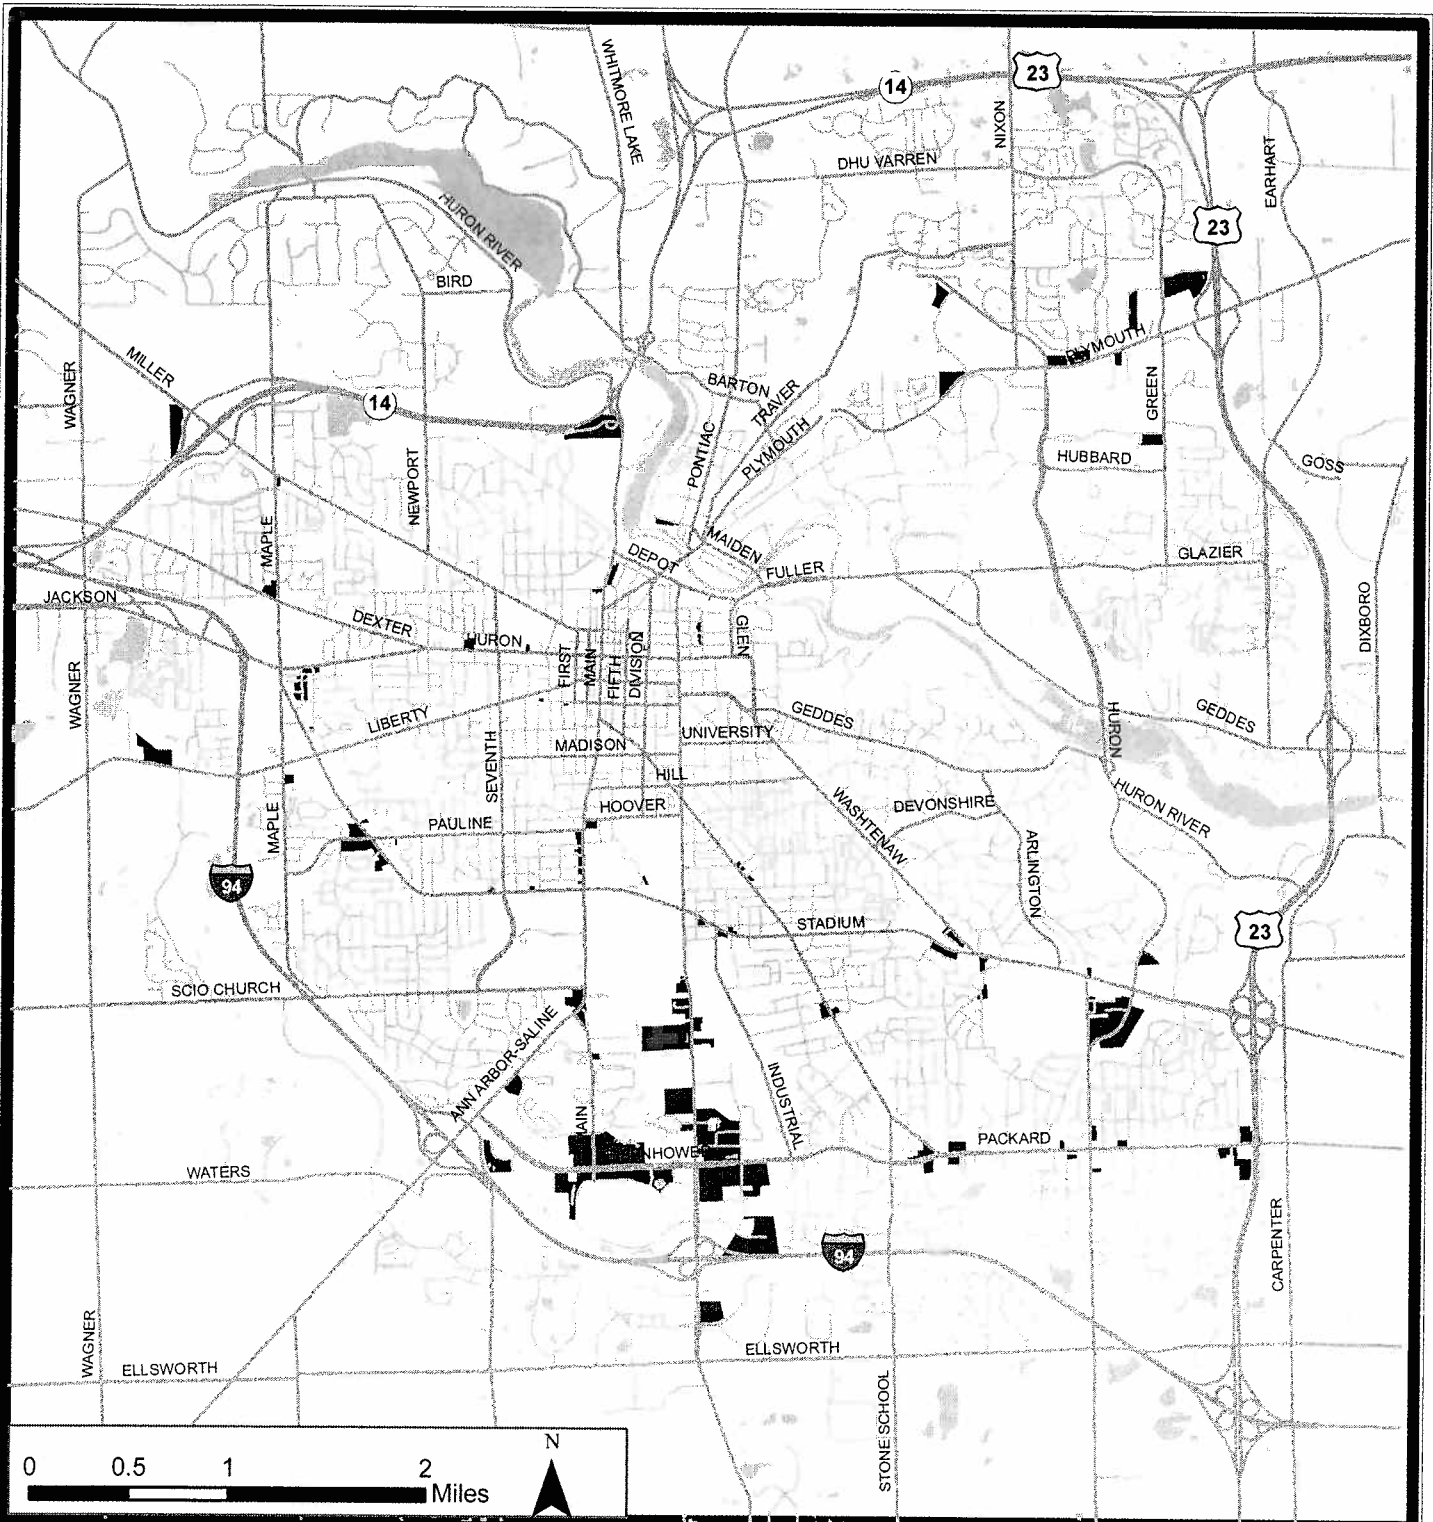 WHITMORE LAKE
14
23
NIXON
DHU VARREN
EARHART
23
HURON RIVER
BIRD
MILLER
WAGNER
14
BARTON
TRAVER
PLYMOUTH
PLYMOUTH
GREEN
PONTIAC
NEWPORT
HUBBARD
GOSS
MAPLE
MAIDEN
DEPOT
FULLER
GLAZIER
JACKSON
DEXTER
HURON
GLEN
DIXBORO
WAGNER
FIRST
MAIN
FIFTH
DIVISION
LIBERTY
GEDDES
GEDDES
UNIVERSITY
HURON
MADISON
SEVENTH
HILL
HOOVER
WASHTENAW
DEVONSHIRE
HURON RIVER
MAPLE
PAULINE
ARLINGTON
94
STADIUM
23
SCIO CHURCH
ANN ARBOR-SALINE
INDUSTRIAL
AIN
NHOWE
PACKARD
WATERS
CARPENTER
94
WAGNER
ELLSWORTH
ELLSWORTH
STONE SCHOOL
N
0 0.5 1 2
Miles